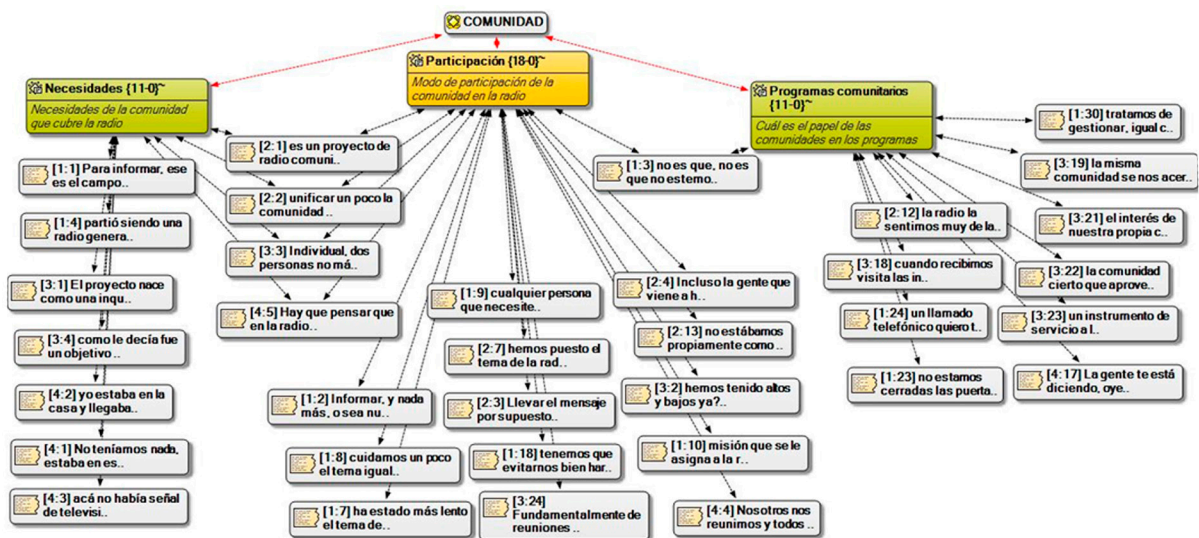 COMUNIDAD
Necesidades {11-0}~
Necesidades de la comunidad
que cubre la radio
Participación {18-0}~
Modo de participación de la
comunidad en la radio
Programas comunitarios
{11-0}~
Cuál es el papel de las
comunidades en los programas
[1:1] Para informar, ese
es el campo..
[1:4] partió siendo una
radio genera..
[3:1] El proyecto nace
como una inqu..
[3:4] como le decía fue
un objetivo ..
[4:2] yo estaba en la
casa y llegaba..
[4:1] No teníamos nada,
estaba en es..
[4:3] acá no había señal
de televisi..
[2:1] es un proyecto de
radio comuni..
[2:2] unificar un poco la
comunidad ..
[3:3] Individual, dos
personas no má..
[4:5] Hay que pensar que
en la radio..
[1:2] Informar, y nada
más, o sea nu..
[1:8] cuidamos un poco
el tema igual..
[1:7] ha estado más lento
el tema de..
[1:9] cualquier persona
que necesite..
[2:7] hemos puesto el
tema de la rad..
[2:3] Llevar el mensaje
por supuesto..
[1:18] tenemos que
evitarnos bien har..
[3:24]
Fundamentalmente de
reuniones ..
[1:3] no es que, no es
que no estemo..
[2:4] Incluso la gente que
viene a h..
[2:13] no estábamos
propiamente como ..
[3:2] hemos tenido altos
y bajos ya?..
[1:10] misión que se le
asigna a la r..
[4:4] Nosotros nos
reunimos y todos ..
[2:12] la radio la
sentimos muy de la..
[3:18] cuando recibimos
visita las in..
[1:24] un llamado
telefónico quiero t..
[1:23] no estamos
cerradas las puerta..
[1:30] tratamos de
gestionar, igual c..
[3:19] la misma
comunidad se nos acer..
[3:21] el interés de
nuestra propia c..
[3:22] la comunidad
cierto que aprove..
[3:23] un instrumento de
servicio a l..
[4:17] La gente te está
diciendo, oye..